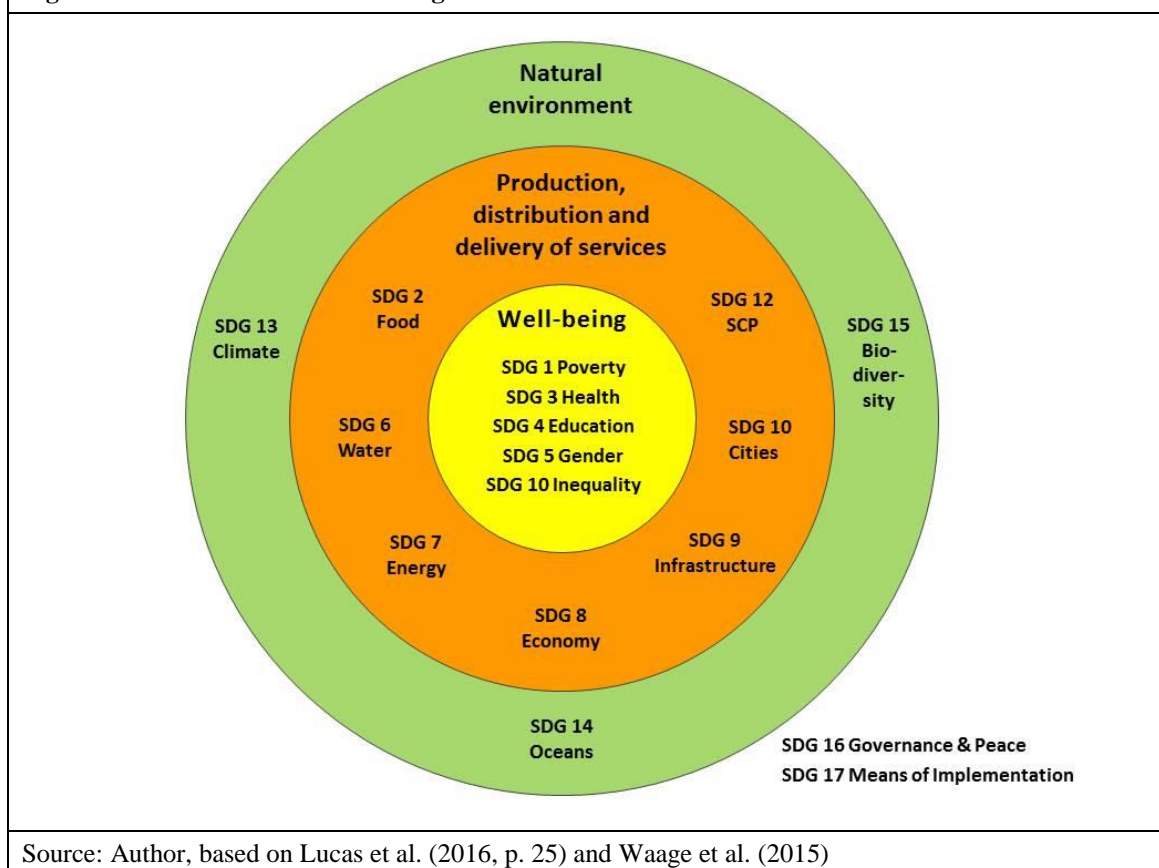 Natural
environment
Production,
distribution and
delivery of services
SDG 2
Food
SDG 12
SCP
Well-being
SDG 13
Climate
SDG 15
Bio-
diver-
sity
SDG 1 Poverty
SDG 3 Health
SDG 4 Education
SDG 5 Gender
SDG 10 Inequality
SDG 6
Water
SDG 10
Cities
SDG 7
Energy
SDG 9
Infrastructure
SDG 8
Economy
SDG 14
Oceans
SDG 16 Governance & Peace
SDG 17 Means of Implementation
Source: Author, based on Lucas et al. (2016, p. 25) and Waage et al. (2015)